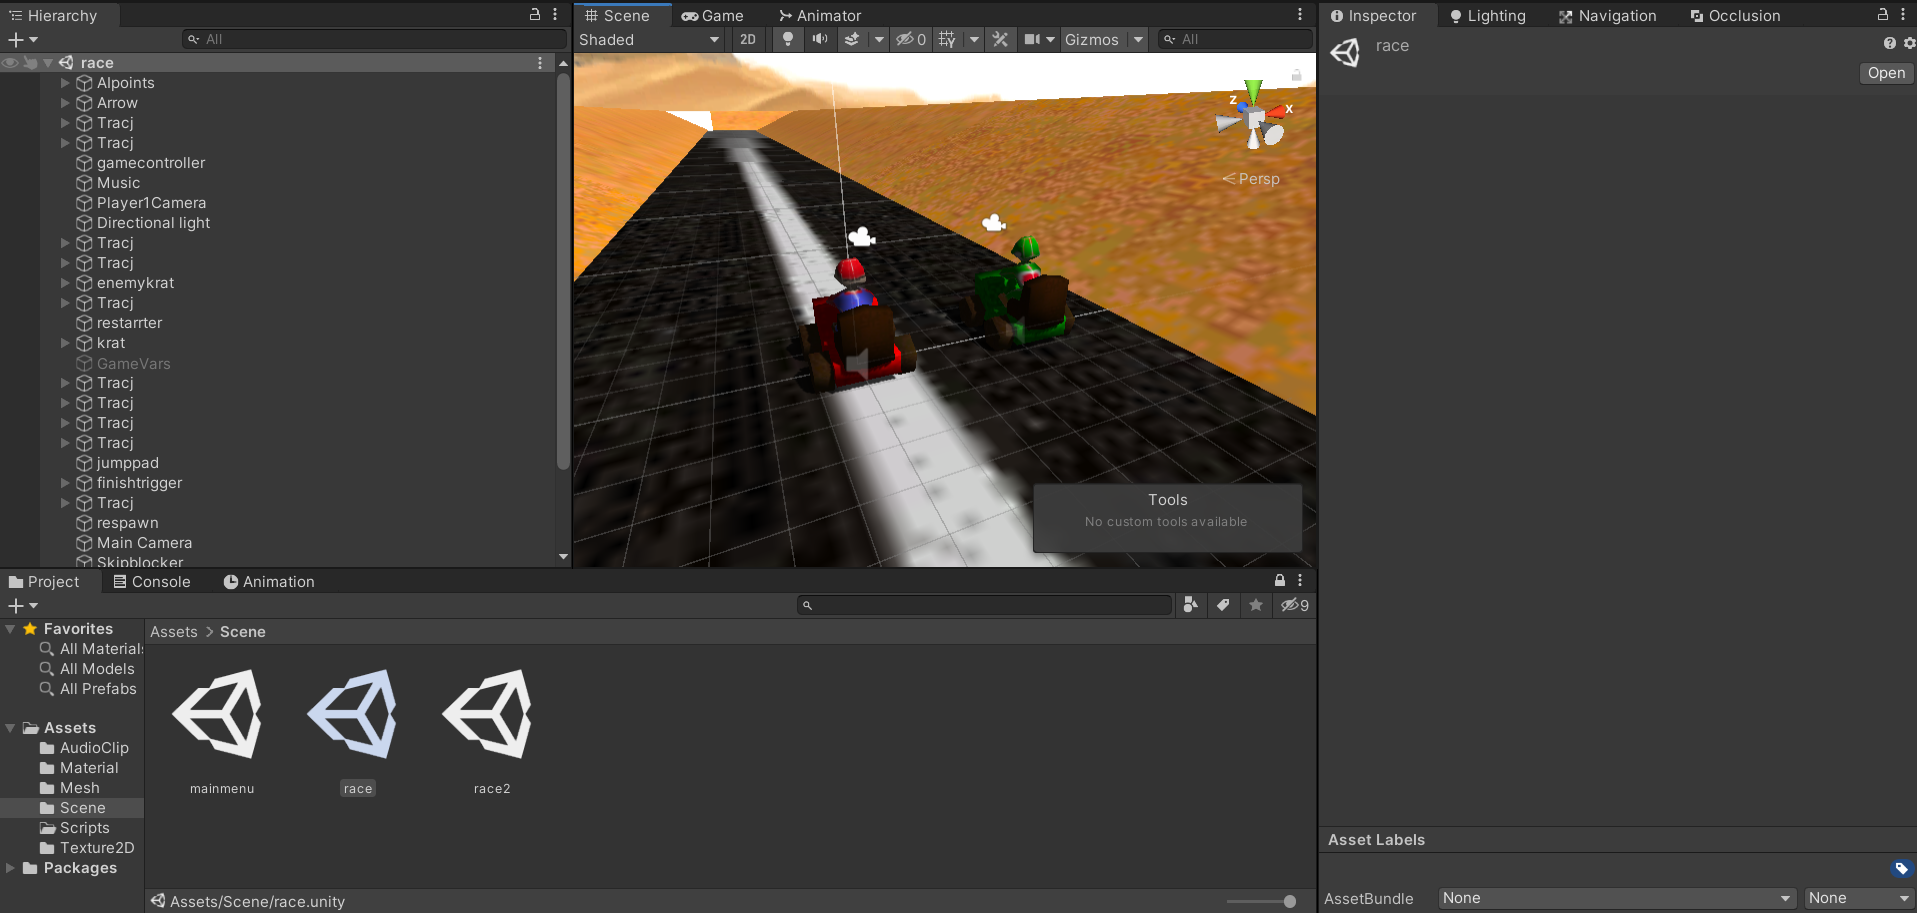 Hierarchy
All
race
AIpoints
Arrow
Tracj
Tracj
gamecontroller
Music
Player1Camera
Directional light
Tracj
Tracj
enemykrat
Tracj
restarrter
krat
GameVars
Tracj
Tracj
Tracj
Tracj
jumppad
finishtrigger
Tracj
respawn
Main Camera
Skipblocker
Scene Game Animator
Shaded 2D 0 Gizmos All
z x
Persp
Tools
No custom tools available
Inspector Lighting Navigation Occlusion
race
Open
Project Console Animation
9
Favorites
All Materials
All Models
All Prefabs
Assets
AudioClip
Material
Mesh
Scene
Scripts
Texture2D
Packages
Assets > Scene
mainmenu race race2
Assets/Scene/race.unity
Asset Labels
AssetBundle None None